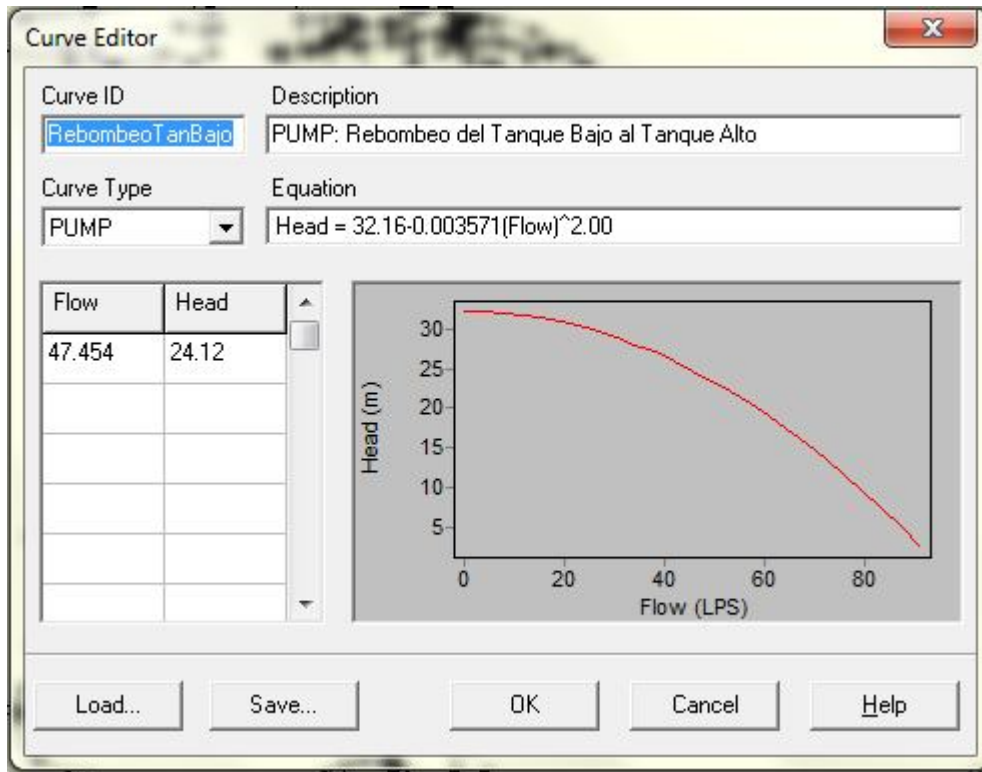 Curve Editor
Curve ID Description
RebombeoTanBajo PUMP: Rebombeo del Tanque Bajo al Tanque Alto
Curve Type Equation
PUMP Head = 32.16-0.003571(Flow)^2.00
Flow Head
47.454 24.12
Head (m)
30
25
20
15
10
5
0 20 40 60 80
Flow (LPS)
Load... Save... OK Cancel Help